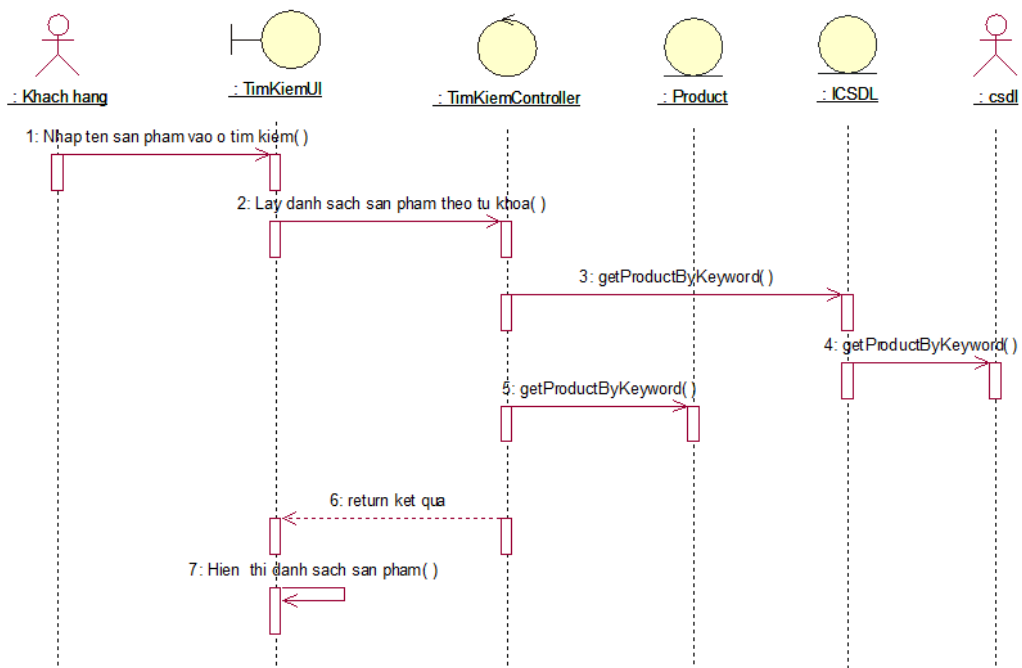 : Khach hang
: TimKiemUI
: TimKiemController
: Product
: ICSDL
: csdl
1: Nhap ten san pham vao o tim kiem( )
2: Lay danh sach san pham theo tu khoa( )
3: getProductByKeyword( )
4: getProductByKeyword( )
5: getProductByKeyword( )
6: return ket qua
7: Hien thi danh sach san pham( )